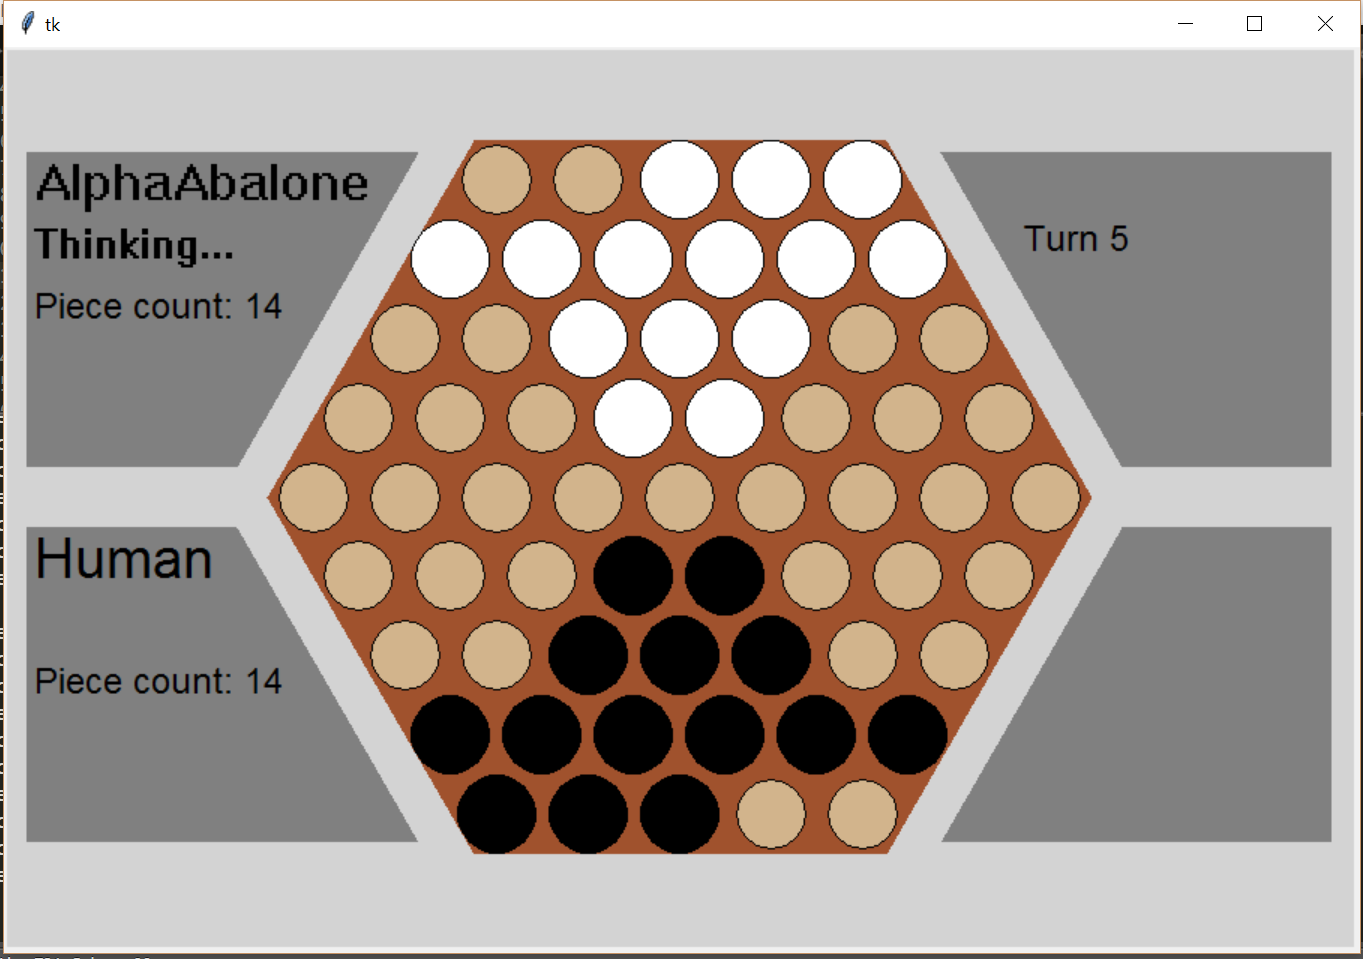 tk
AlphaAbalone
Thinking...
Piece count: 14
Turn 5
Human
Piece count: 14